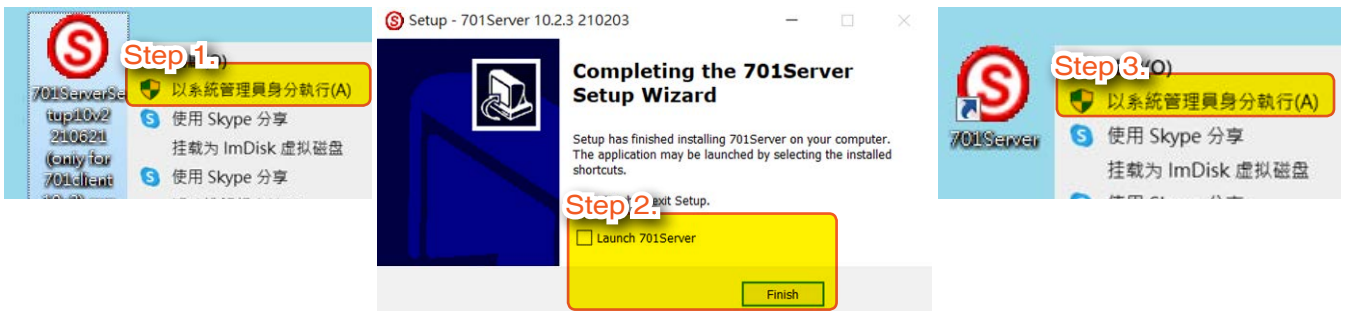 Step 1.
701ServerSe
tup10v2
210621
(only for
701client
以系統管理員身分執行(A)
使用 Skype 分享
挂載为 ImDisk 虛拟磁盘
使用 Skype 分享
Setup - 701Server 10.2.3 210203
Completing the 701Server
Setup Wizard
Setup has finished installing 701Server on your computer.
The application may be launched by selecting the installed
shortcuts.
Step 2.
exit Setup.
Launch 701Server
Finish
Step 3.
(O)
701Server
以系統管理員身分執行(A)
使用 Skype 分享
挂載为 ImDisk 虛拟磁盘